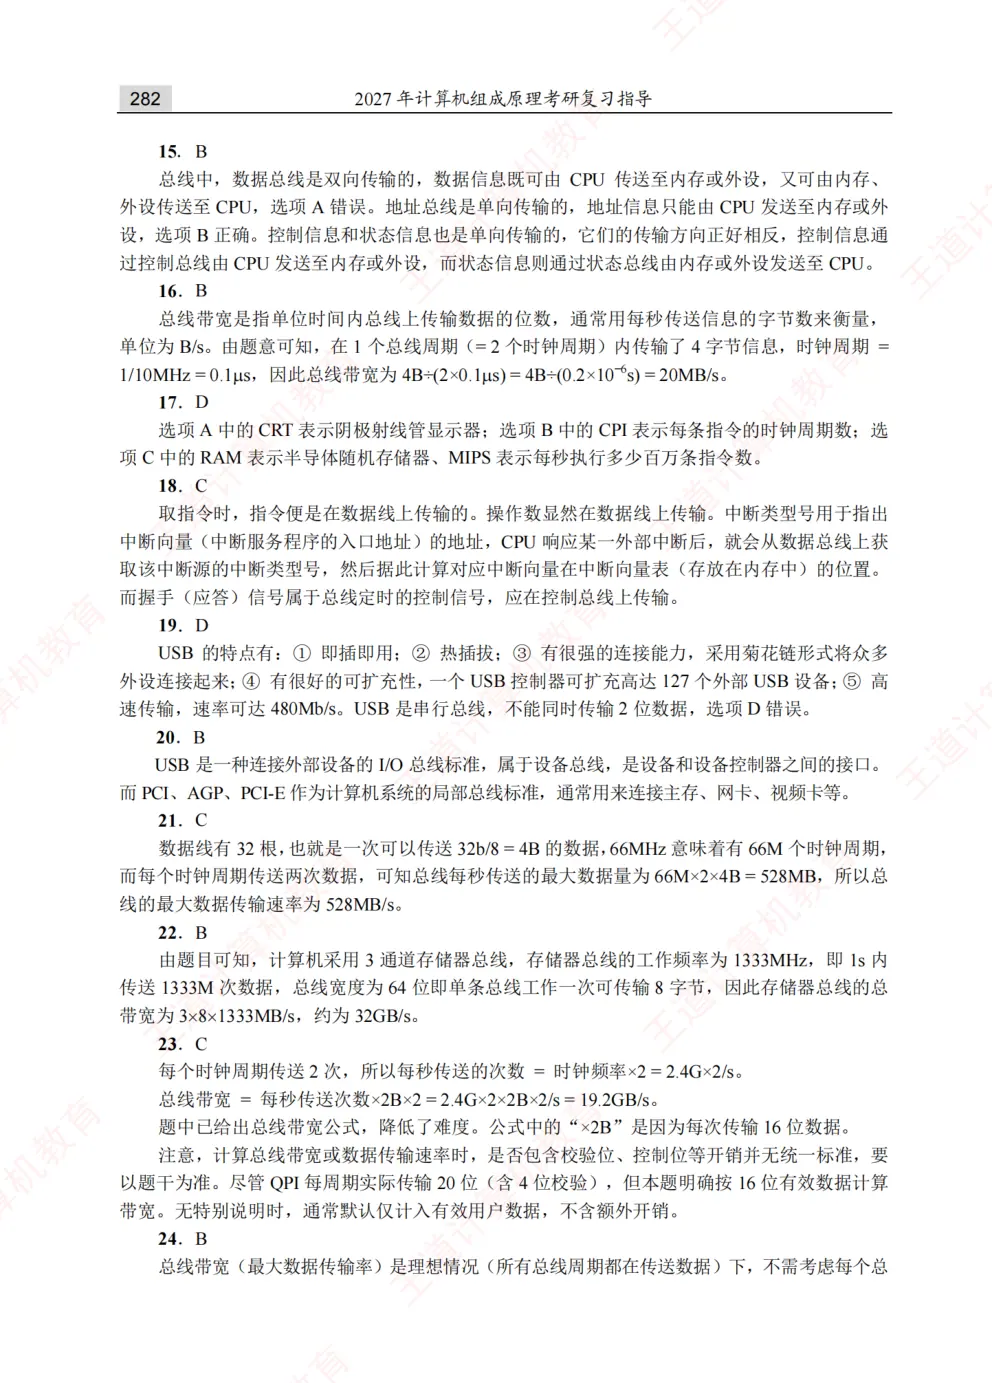 282
2027年计算机组成原理考研复习指导
15. B
总线中，数据总线是双向传输的，数据信息既可由 CPU 传送至内存或外设，又可由内存、
外设传送至 CPU，选项 A 错误。地址总线是单向传输的，地址信息只能由 CPU 发送至内存或外
设，选项 B 正确。控制信息和状态信息也是单向传输的，它们的传输方向正好相反，控制信息通
过控制总线由 CPU 发送至内存或外设，而状态信息则通过状态总线由内存或外设发送至 CPU。
16. B
总线带宽是指单位时间内总线上传输数据的位数，通常用每秒传送信息的字节数来衡量，
单位为 B/s。由题意可知，在 1 个总线周期（= 2 个时钟周期）内传输了 4 字节信息，时钟周期 =
1/10MHz = 0.1μs，因此总线带宽为 4B÷(2×0.1μs) = 4B÷(0.2×10⁻⁶s) = 20MB/s。
17. D
选项 A 中的 CRT 表示阴极射线管显示器；选项 B 中的 CPI 表示每条指令的时钟周期数；选
项 C 中的 RAM 表示半导体随机存储器、MIPS 表示每秒执行多少百万条指令数。
18. C
取指令时，指令便是在数据线上传输的。操作数显然在数据线上传输。中断类型号用于指出
中断向量（中断服务程序的入口地址）的地址，CPU 响应某一外部中断后，就会从数据总线上获
取该中断源的中断类型号，然后据此计算对应中断向量在中断向量表（存放在内存中）的位置。
而握手（应答）信号属于总线定时的控制信号，应在控制总线上传输。
19. D
USB 的特点有：① 即插即用；② 热插拔；③ 有很强的连接能力，采用菊花链形式将众多
外设连接起来；④ 有很好的可扩充性，一个 USB 控制器可扩充高达 127 个外部 USB 设备；⑤ 高
速传输，速率可达 480Mb/s。USB 是串行总线，不能同时传输 2 位数据，选项 D 错误。
20. B
USB 是一种连接外部设备的 I/O 总线标准，属于设备总线，是设备和设备控制器之间的接口。
而 PCI、AGP、PCI-E 作为计算机系统的局部总线标准，通常用来连接主存、网卡、视频卡等。
21. C
数据线有 32 根，也就是一次可以传送 32b/8 = 4B 的数据，66MHz 意味着有 66M 个时钟周期，
而每个时钟周期传送两次数据，可知总线每秒传送的最大数据量为 66M×2×4B = 528MB，所以总
线的最大数据传输速率为 528MB/s。
22. B
由题目可知，计算机采用 3 通道存储器总线，存储器总线的工作频率为 1333MHz，即 1s 内
传送 1333M 次数据，总线宽度为 64 位即单条总线工作一次可传输 8 字节，因此存储器总线的总
带宽为 3×8×1333MB/s，约为 32GB/s。
23. C
每个时钟周期传送 2 次，所以每秒传送的次数 = 时钟频率×2 = 2.4G×2/s。
总线带宽 = 每秒传送次数×2B×2 = 2.4G×2×2B×2/s = 19.2GB/s。
题中已给出总线带宽公式，降低了难度。公式中的“×2B”是因为每次传输 16 位数据。
注意，计算总线带宽或数据传输速率时，是否包含校验位、控制位等开销并无统一标准，要
以题干为准。尽管 QPI 每周期实际传输 20 位（含 4 位校验），但本题明确按 16 位有效数据计算
带宽。无特别说明时，通常默认仅计入有效用户数据，不含额外开销。
24. B
总线带宽（最大数据传输率）是理想情况（所有总线周期都在传送数据）下，不需考虑每个总